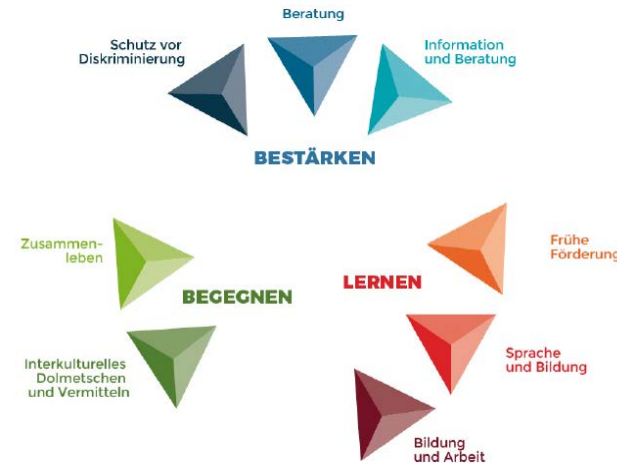 Beratung
Schutz vor
Diskriminierung
Information
und Beratung
BESTÄRKEN
Zusammen-
leben
BEGEGNEN
LERNEN
Frühe
Förderung
Interkulturelles
Dolmetschen
und Vermitteln
Sprache
und Bildung
Bildung
und Arbeit